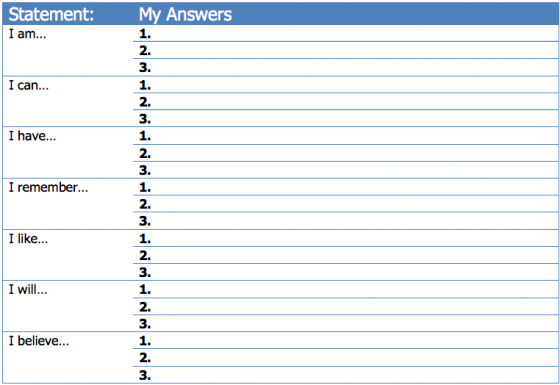 Statement: My Answers
I am... 1.
2.
3.
I can... 1.
2.
3.
I have... 1.
2.
3.
I remember... 1.
2.
3.
I like... 1.
2.
3.
I will... 1.
2.
3.
I believe... 1.
2.
3.